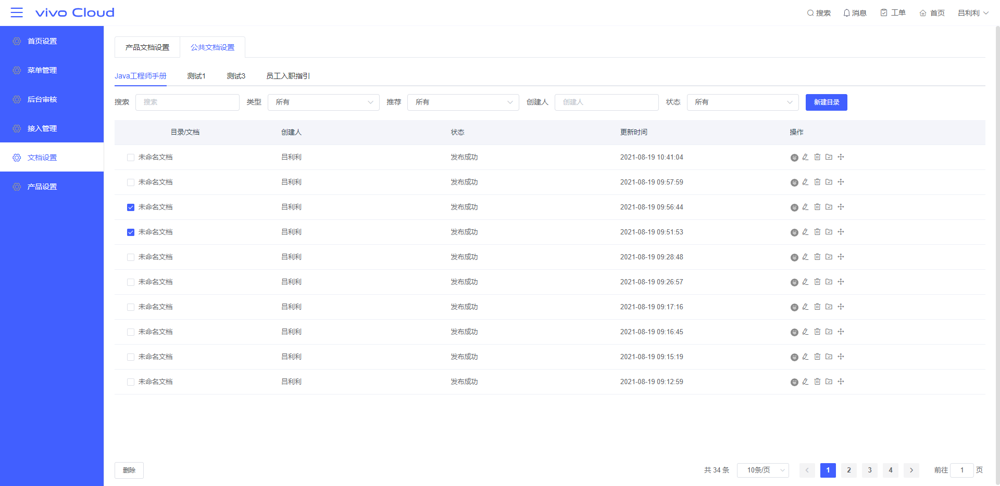 vivo Cloud 搜索 消息 工单 首页 吕利利
首页设置
菜单管理
后台审核
接入管理
文档设置
产品设置
产品文档设置 公共文档设置
Java工程师手册 测试1 测试3 员工入职指引
搜索 搜索 类型 所有 推荐 所有 创建人 创建人 状态 所有 新建目录
目录/文档 创建人 状态 更新时间 操作
未命名文档 吕利利 发布成功 2021-08-19 10:41:04
未命名文档 吕利利 发布成功 2021-08-19 09:57:59
未命名文档 吕利利 发布成功 2021-08-19 09:56:44
未命名文档 吕利利 发布成功 2021-08-19 09:51:53
未命名文档 吕利利 发布成功 2021-08-19 09:28:48
未命名文档 吕利利 发布成功 2021-08-19 09:26:57
未命名文档 吕利利 发布成功 2021-08-19 09:17:16
未命名文档 吕利利 发布成功 2021-08-19 09:16:45
未命名文档 吕利利 发布成功 2021-08-19 09:15:19
未命名文档 吕利利 发布成功 2021-08-19 09:12:59
删除 共 34 条 10条/页 1 2 3 4 前往 1 页